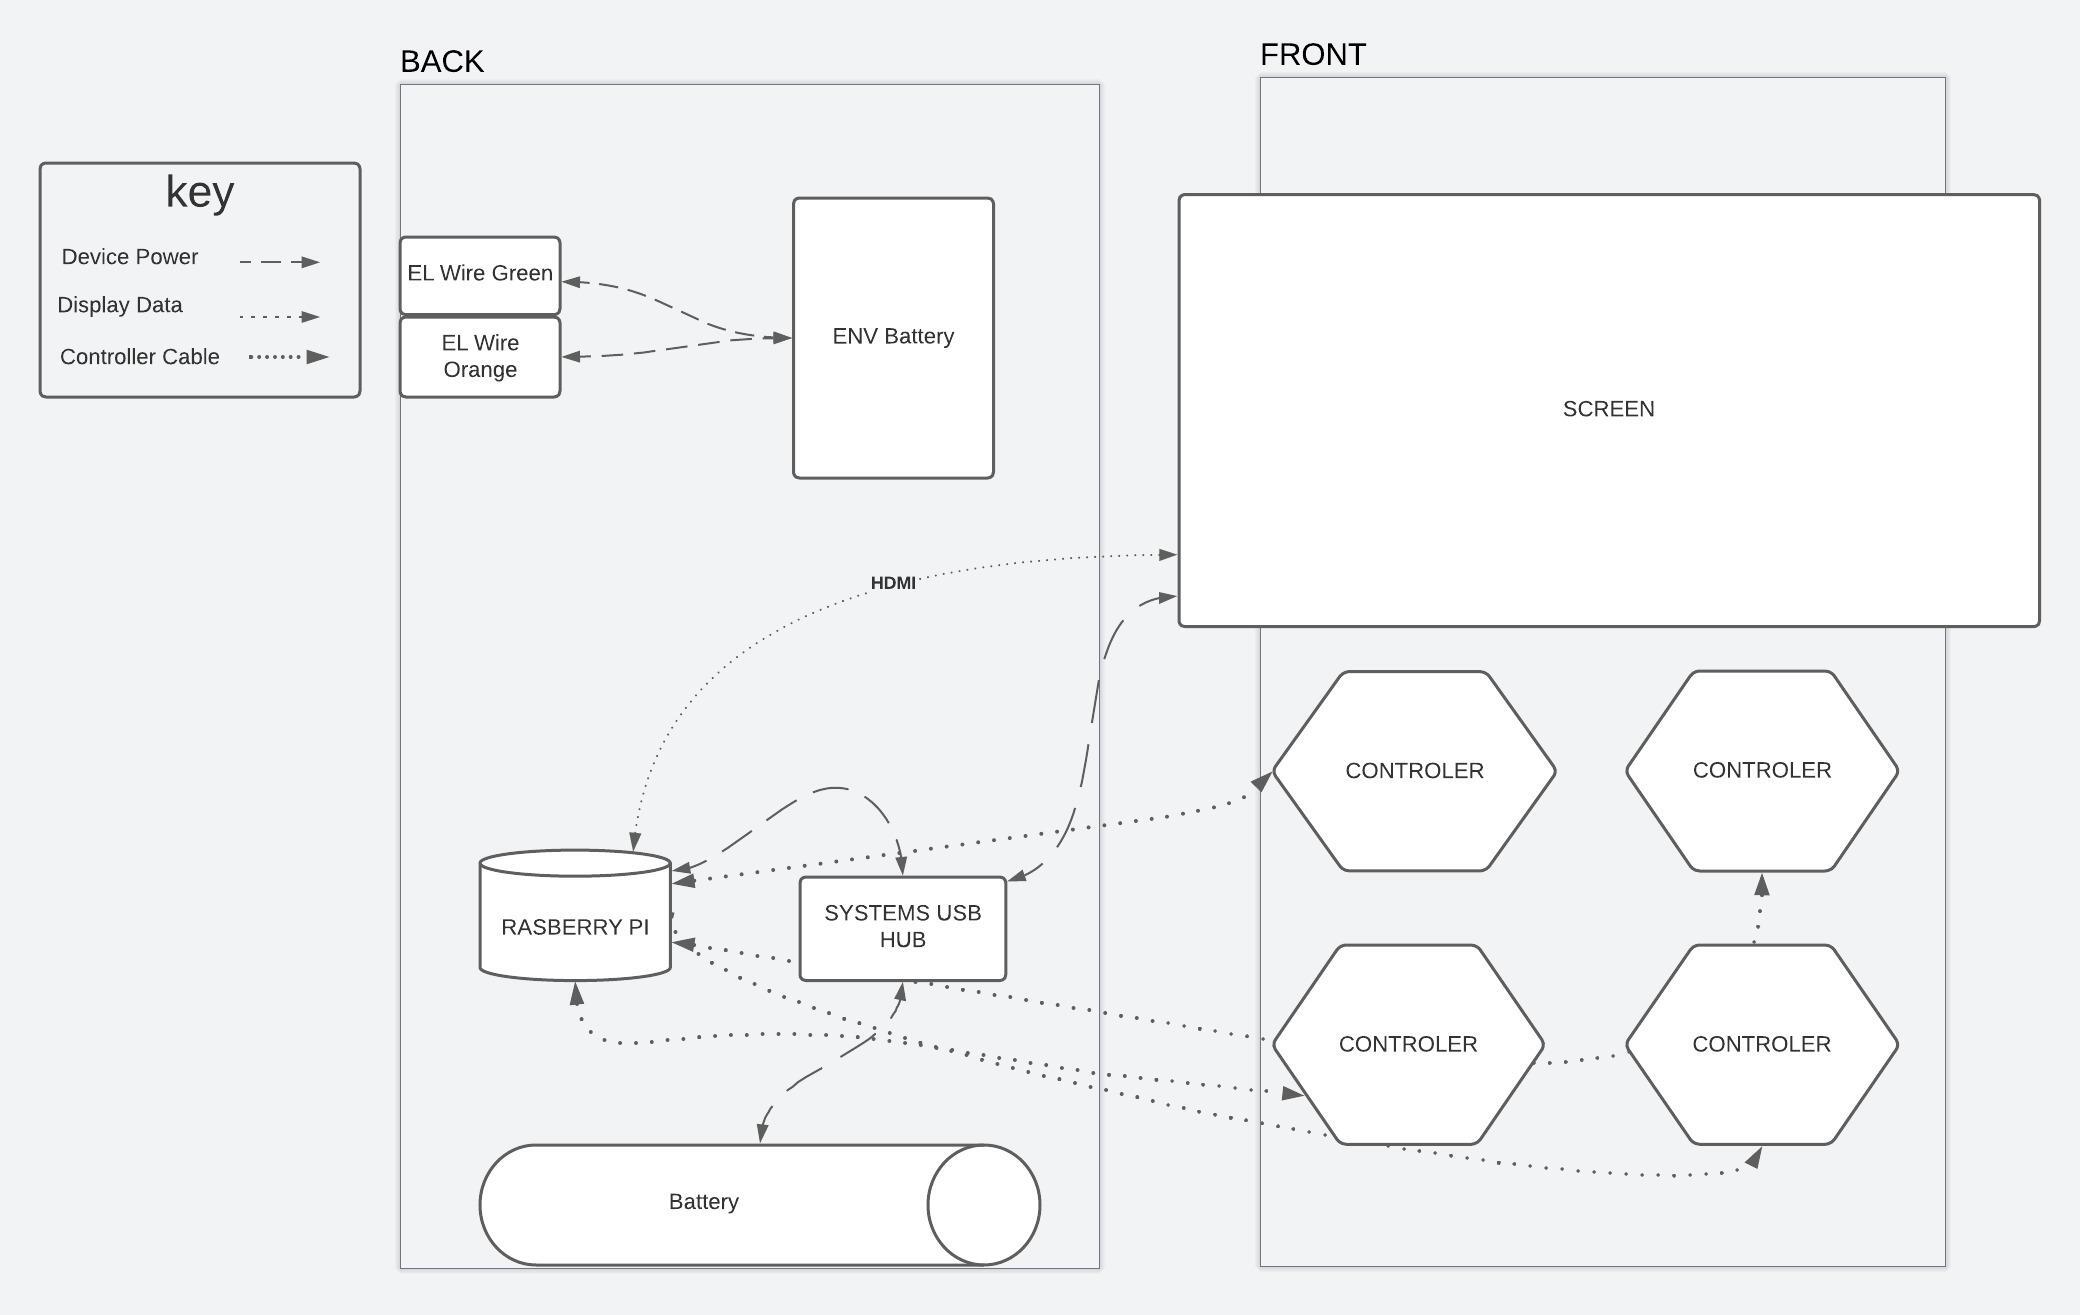 BACK
FRONT
key
Device Power
Display Data
Controller Cable
EL Wire Green
EL Wire
Orange
ENV Battery
SCREEN
HDMI
CONTROLER
CONTROLER
RASBERRY PI
SYSTEMS USB
HUB
CONTROLER
CONTROLER
Battery